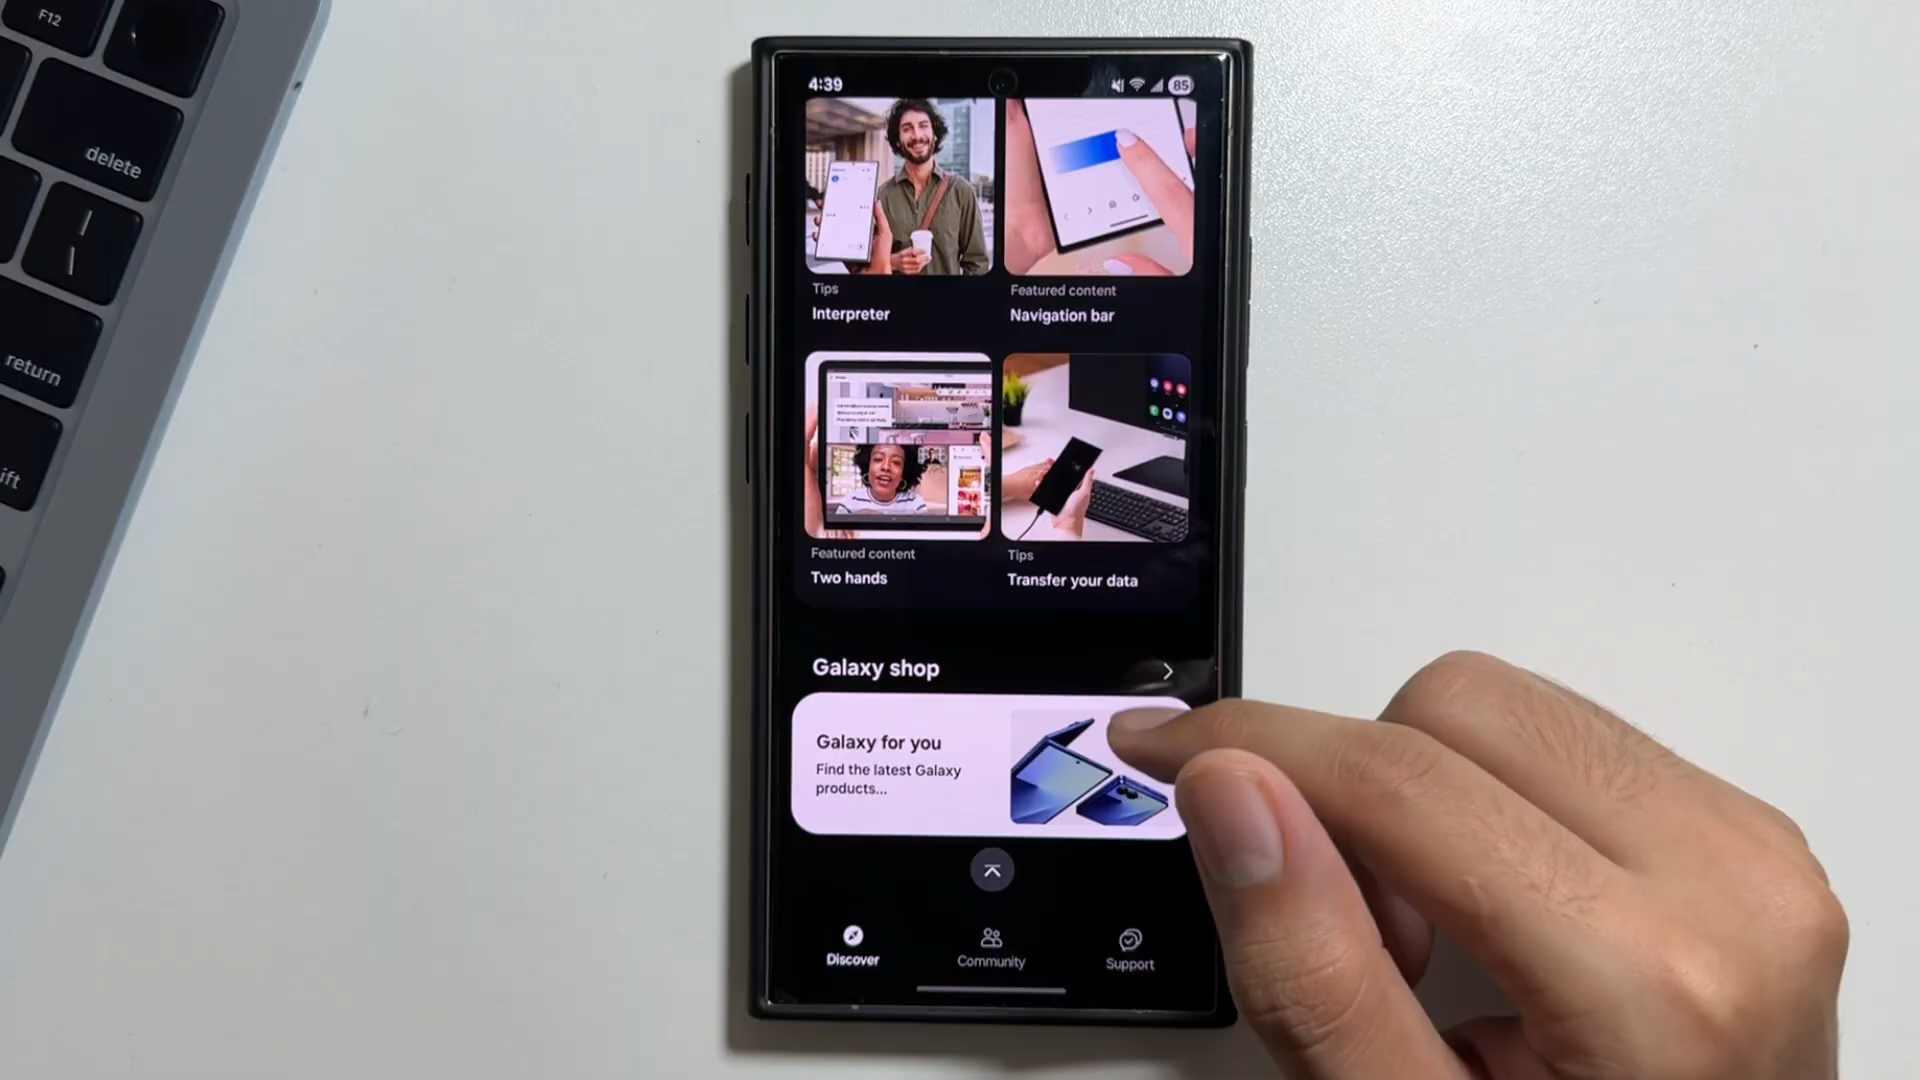 F12
delete
return
ift
4:39
85
Tips
Interpreter
Featured content
Navigation bar
Featured content
Two hands
Tips
Transfer your data
Galaxy shop
Galaxy for you
Find the latest Galaxy
products...
Discover
Community
Support